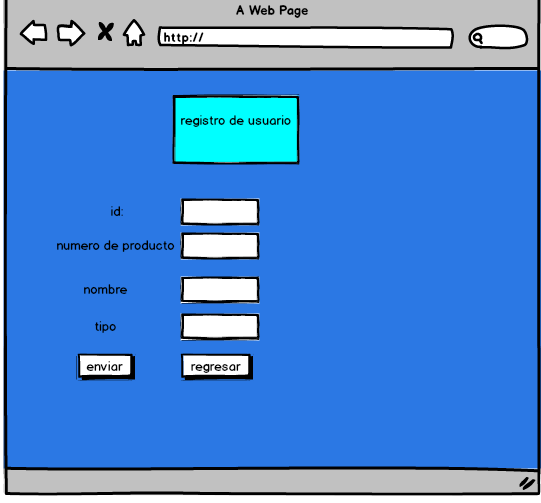 A Web Page
http://
registro de usuario
id:
numero de producto
nombre
tipo
enviar
regresar